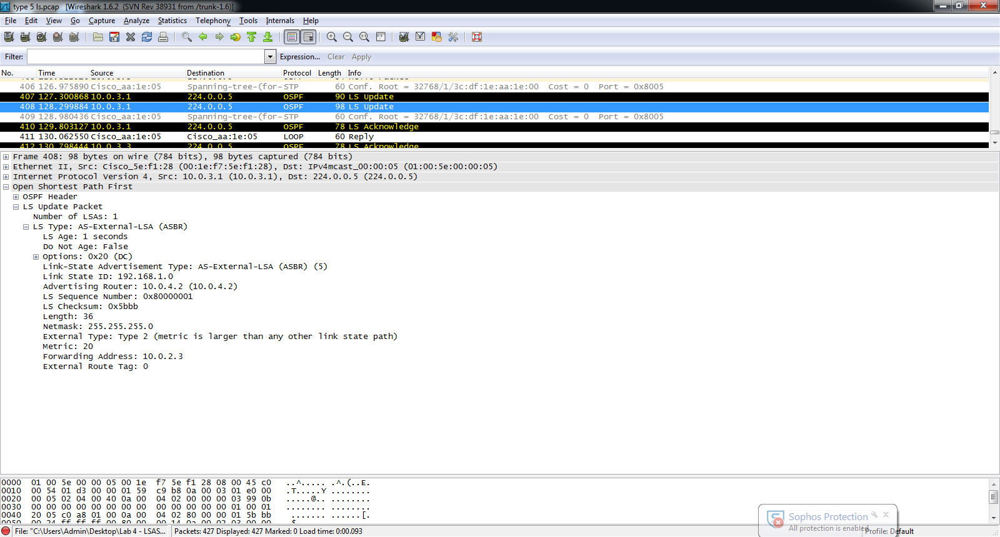 type 5 ls.pcap [Wireshark 1.6.2 (SVN Rev 38931 from /trunk-1.6)]
File Edit View Go Capture Analyze Statistics Telephony Tools Internals Help
Filter: Expression... Clear Apply
No. Time Source Destination Protocol Length Info
406 126.975890 Cisco_aa:1e:05 Spanning-tree-(for- STP 60 Conf. Root = 32768/1/3c:df:1e:aa:1e:00 Cost = 0 Port = 0x8005
407 127.300868 10.0.3.1 224.0.0.5 OSPF 90 LS Update
408 128.299884 10.0.3.1 224.0.0.5 OSPF 98 LS Update
409 128.980436 Cisco_aa:1e:05 Spanning-tree-(for- STP 60 Conf. Root = 32768/1/3c:df:1e:aa:1e:00 Cost = 0 Port = 0x8005
410 129.803127 10.0.3.1 224.0.0.5 OSPF 78 LS Acknowledge
411 130.062550 Cisco_aa:1e:05 Cisco_aa:1e:05 LOOP 60 Reply
412 130.798444 10.0.3.3 224.0.0.5 OSPF 78 LS Acknowledge
Frame 408: 98 bytes on wire (784 bits), 98 bytes captured (784 bits)
Ethernet II, Src: Cisco_5e:f1:28 (00:1e:f7:5e:f1:28), Dst: IPv4mcast_00:00:05 (01:00:5e:00:00:05)
Internet Protocol Version 4, Src: 10.0.3.1 (10.0.3.1), Dst: 224.0.0.5 (224.0.0.5)
Open Shortest Path First
OSPF Header
LS Update Packet
Number of LSAs: 1
LS Type: AS-External-LSA (ASBR)
LS Age: 1 seconds
Do Not Age: False
Options: 0x20 (DC)
Link-State Advertisement Type: AS-External-LSA (ASBR) (5)
Link State ID: 192.168.1.0
Advertising Router: 10.0.4.2 (10.0.4.2)
LS Sequence Number: 0x80000001
LS Checksum: 0x5bbb
Length: 36
Netmask: 255.255.255.0
External Type: Type 2 (metric is larger than any other link state path)
Metric: 20
Forwarding Address: 10.0.2.3
External Route Tag: 0
0000 01 00 5e 00 00 05 00 1e f7 5e f1 28 08 00 45 c0 ..^..... .^.(..E.
0010 00 54 01 d3 00 00 01 59 c9 b8 0a 00 03 01 e0 00 .T.....Y ........
0020 00 05 02 04 00 40 0a 00 04 02 00 00 00 03 99 0b .....@.. ........
0030 00 00 00 00 00 00 00 00 00 00 00 00 00 01 00 01 ........ ........
0040 20 05 c0 a8 01 00 0a 00 04 02 80 00 00 01 5b bb ....... ......[.
0050 00 24 ff ff ff 00 80 00 00 14 0a 00 02 03 00 00 .$
Sophos Protection
All protection is enabled.
File: "C:\Users\Admin\Desktop\Lab 4 - LSAS... Packets: 427 Displayed: 427 Marked: 0 Load time: 0:00.093 Profile: Default